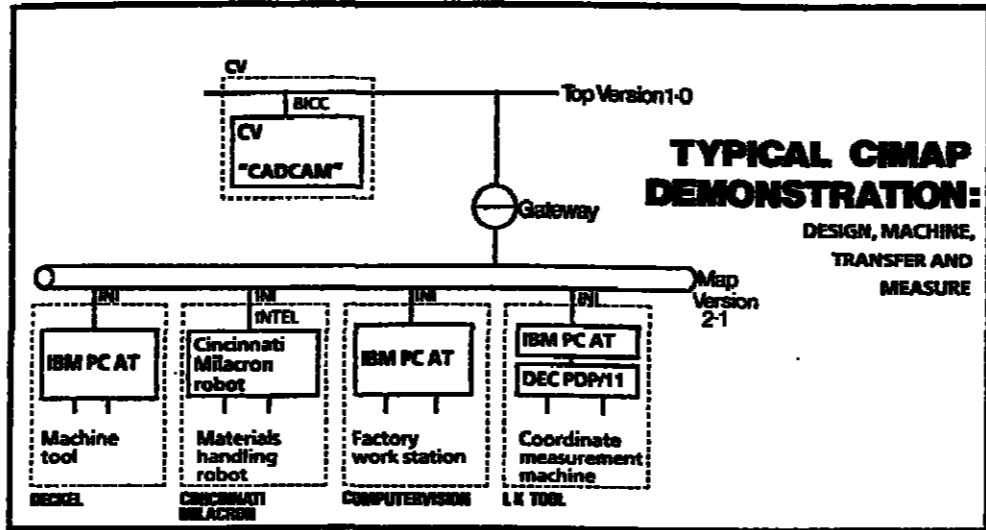 CV
BICC
CV
"CADCAM"
Top Version 1·0
TYPICAL CIMAP
DEMONSTRATION:
DESIGN, MACHINE,
TRANSFER AND
MEASURE
Gateway
Map
Version
2-1
INI
IBM PC AT
Machine
tool
DECKEL
INI
INTEL
Cincinnati
Milacron
robot
Materials
handling
robot
CINCINNATI
MILACRON
INI
IBM PC AT
Factory
work station
COMPUTERVISION
INI
IBM PC AT
DEC PDP/11
Coordinate
measurement
machine
L K TOOL